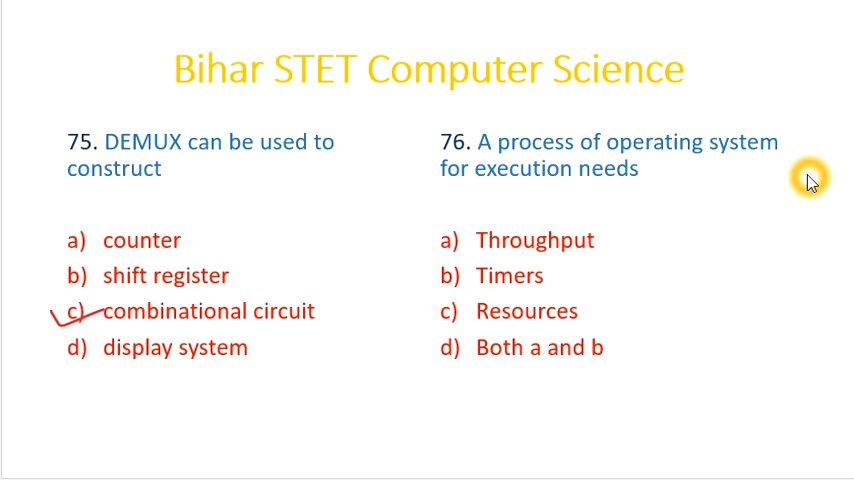 Bihar STET Computer Science
75. DEMUX can be used to
construct
a) counter
b) shift register
c) combinational circuit
d) display system
76. A process of operating system
for execution needs
a) Throughput
b) Timers
c) Resources
d) Both a and b